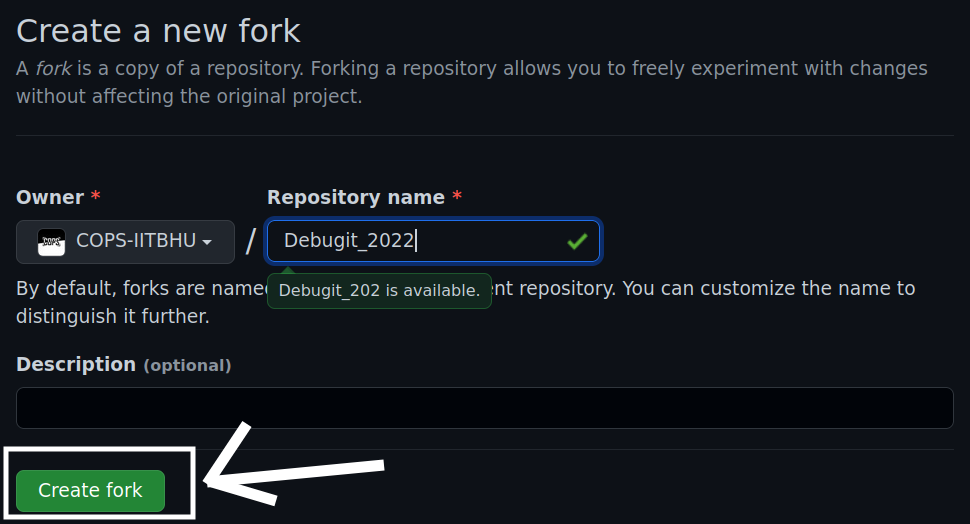 Create a new fork
A fork is a copy of a repository. Forking a repository allows you to freely experiment with changes
without affecting the original project.
Owner * Repository name *
COPS-IITBHU / Debugit_2022
Debugit_202 is available.
By default, forks are named nt repository. You can customize the name to
distinguish it further.
Description (optional)
Create fork